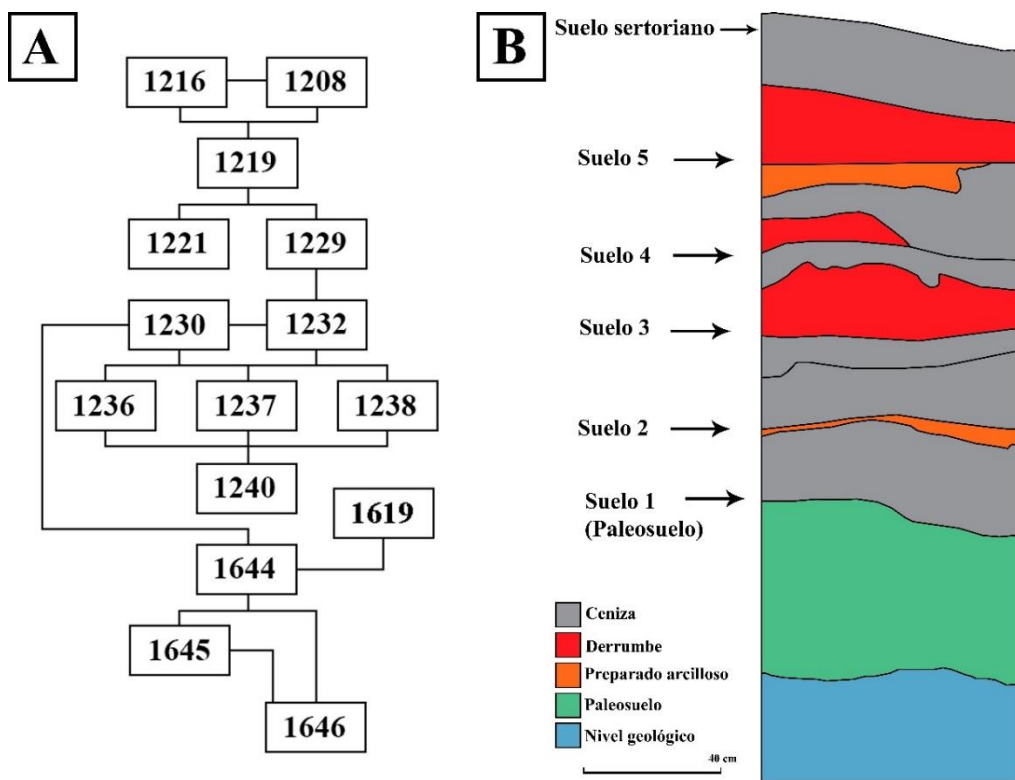 A
1216
1208
1219
1221
1229
1230
1232
1236
1237
1238
1240
1619
1644
1645
1646
B
Suelo sertoriano
Suelo 5
Suelo 4
Suelo 3
Suelo 2
Suelo 1
(Paleosuelo)
Ceniza
Derrumbe
Preparado arcilloso
Paleosuelo
Nivel geológico
40 cm